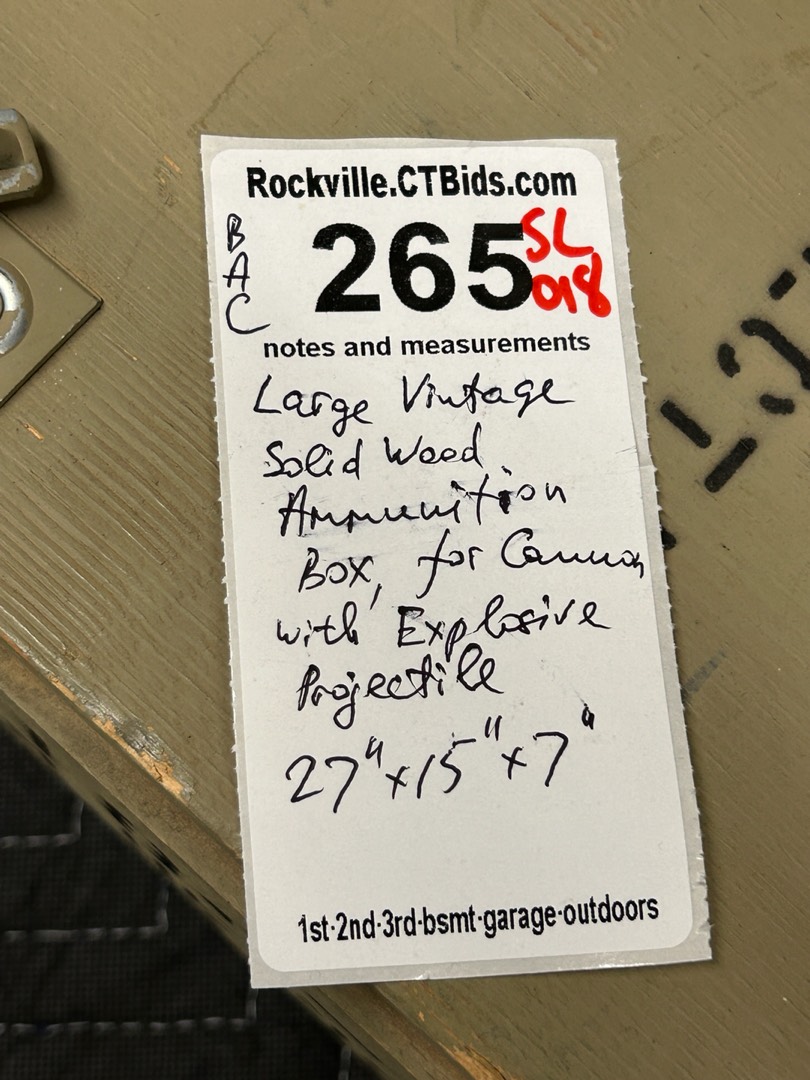 Rockville.CTBids.com
B
A
C
265
SL
018
notes and measurements
Large Vintage
Solid Wood
Ammunition
Box, for Cannon
with Explosive
Projectile
27"x15"x7"
1st·2nd·3rd·bsmt·garage·outdoors